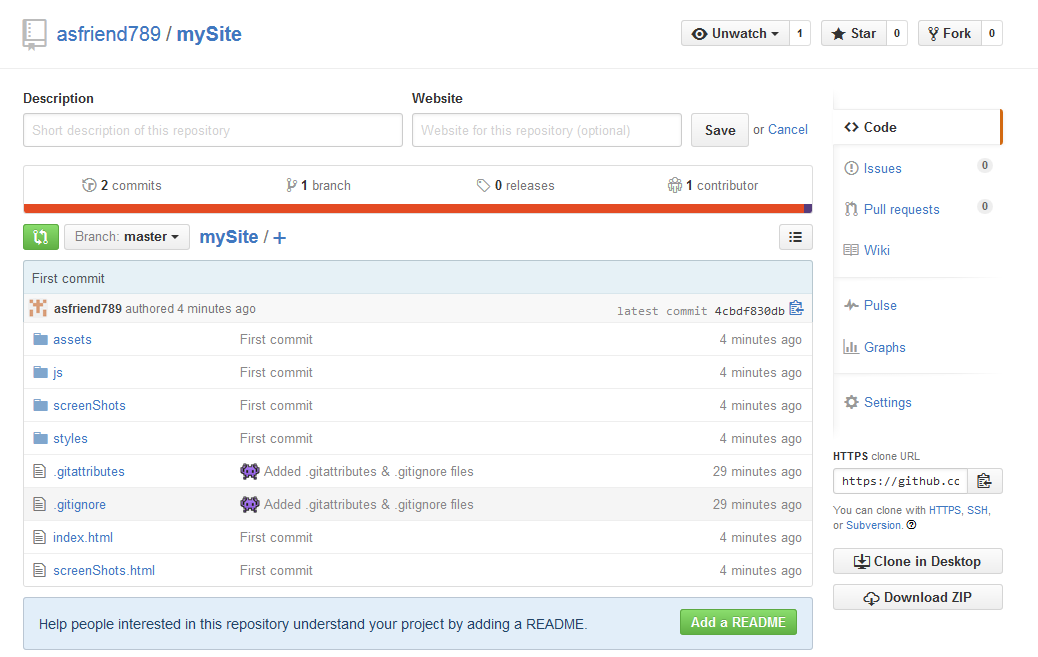 asfriend789 / mySite
Unwatch 1 Star 0 Fork 0
Description Website
Short description of this repository Website for this repository (optional) Save or Cancel
2 commits 1 branch 0 releases 1 contributor
Branch: master mySite / +
First commit
asfriend789 authored 4 minutes ago latest commit 4cbdf830db
assets First commit 4 minutes ago
js First commit 4 minutes ago
screenShots First commit 4 minutes ago
styles First commit 4 minutes ago
.gitattributes Added .gitattributes & .gitignore files 29 minutes ago
.gitignore Added .gitattributes & .gitignore files 29 minutes ago
index.html First commit 4 minutes ago
screenShots.html First commit 4 minutes ago
Help people interested in this repository understand your project by adding a README. Add a README
Code
Issues 0
Pull requests 0
Wiki
Pulse
Graphs
Settings
HTTPS clone URL
https://github.cc
You can clone with HTTPS, SSH,
or Subversion. ?
Clone in Desktop
Download ZIP